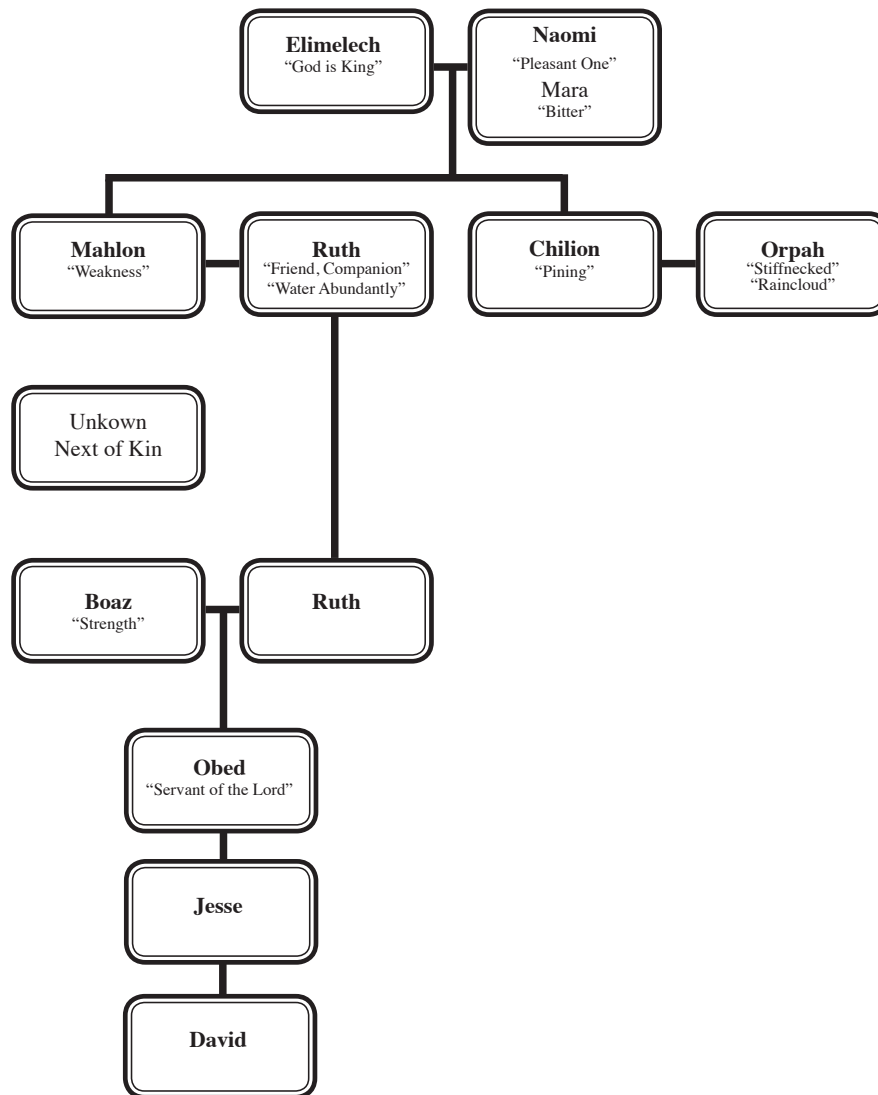 Elimelech
“God is King”
Naomi
“Pleasant One”
Mara
“Bitter”
Mahlon
“Weakness”
Ruth
“Friend, Companion”
“Water Abundantly”
Chilion
“Pining”
Orpah
“Stiffnecked”
“Raincloud”
Unkown
Next of Kin
Boaz
“Strength”
Ruth
Obed
“Servant of the Lord”
Jesse
David